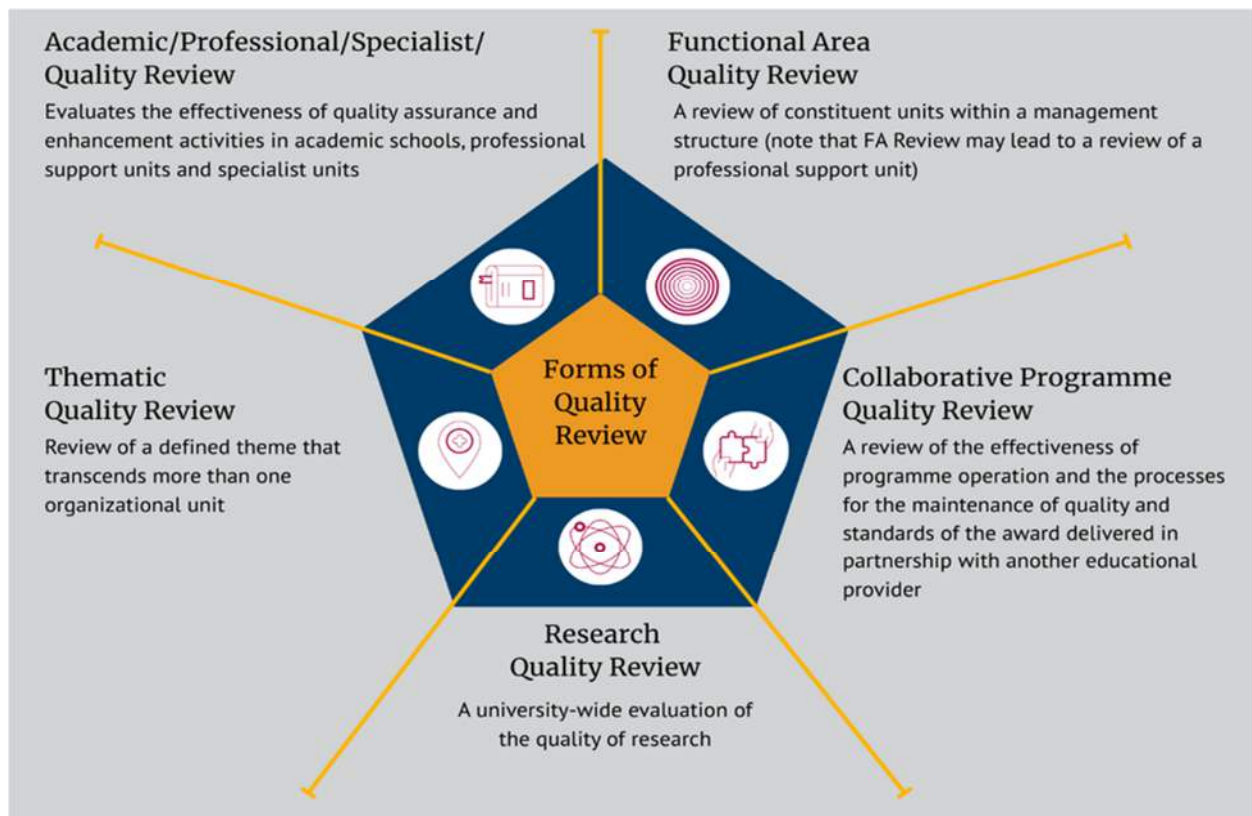 Academic/Professional/Specialist/
Quality Review
Evaluates the effectiveness of quality assurance and
enhancement activities in academic schools, professional
support units and specialist units
Functional Area
Quality Review
A review of constituent units within a management
structure (note that FA Review may lead to a review of a
professional support unit)
Forms of
Quality
Review
Thematic
Quality Review
Review of a defined theme that
transcends more than one
organizational unit
Collaborative Programme
Quality Review
A review of the effectiveness of
programme operation and the processes
for the maintenance of quality and
standards of the award delivered in
partnership with another educational
provider
Research
Quality Review
A university-wide evaluation of
the quality of research